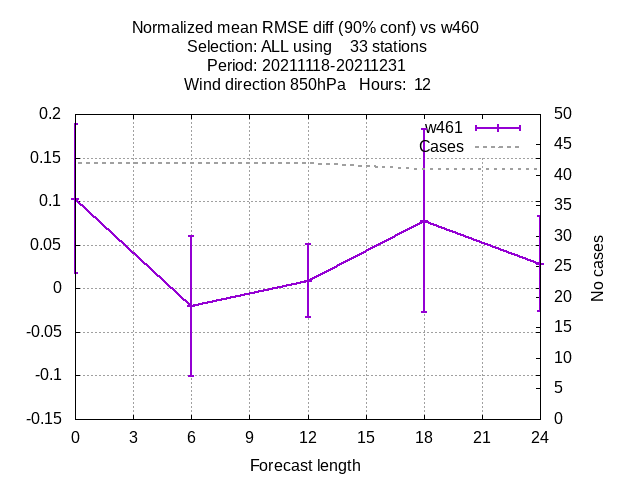 Normalized mean RMSE diff (90% conf) vs w460
Selection: ALL using    33 stations
Period: 20211118-20211231
Wind direction 850hPa   Hours:  12
0.2
0.15
0.1
0.05
0
-0.05
-0.1
-0.15
w461
Cases
50
45
40
35
30
25
20
15
10
5
0
No cases
0 3 6 9 12 15 18 21 24
Forecast length